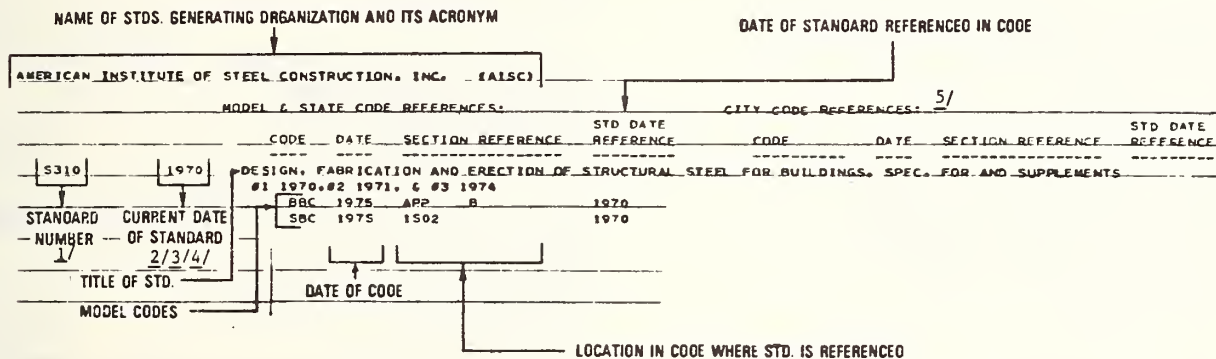 NAME OF STDS. GENERATING ORGANIZATION AND ITS ACRONYM
DATE OF STANDARD REFERENCED IN CODE
AMERICAN INSTITUTE OF STEEL CONSTRUCTION, INC. (AISC)
MODEL & STATE CODE REFERENCES: CITY CODE REFERENCES: 5/
STD DATE STD DATE
CODE DATE SECTION REFERENCE REFERENCE CODE DATE SECTION REFERENCE REFERENCE
S310 1970 DESIGN, FABRICATION AND ERECTION OF STRUCTURAL STEEL FOR BUILDINGS. SPEC. FOR AND SUPPLEMENTS
#1 1970,#2 1971, & #3 1974
BBC 1975 APP B 1970
STANDARD CURRENT DATE SBC 1975 1502 1970
NUMBER OF STANDARD
1/ 2/3/4/
TITLE OF STD. DATE OF CODE
MODEL CODES
LOCATION IN CODE WHERE STD. IS REFERENCED